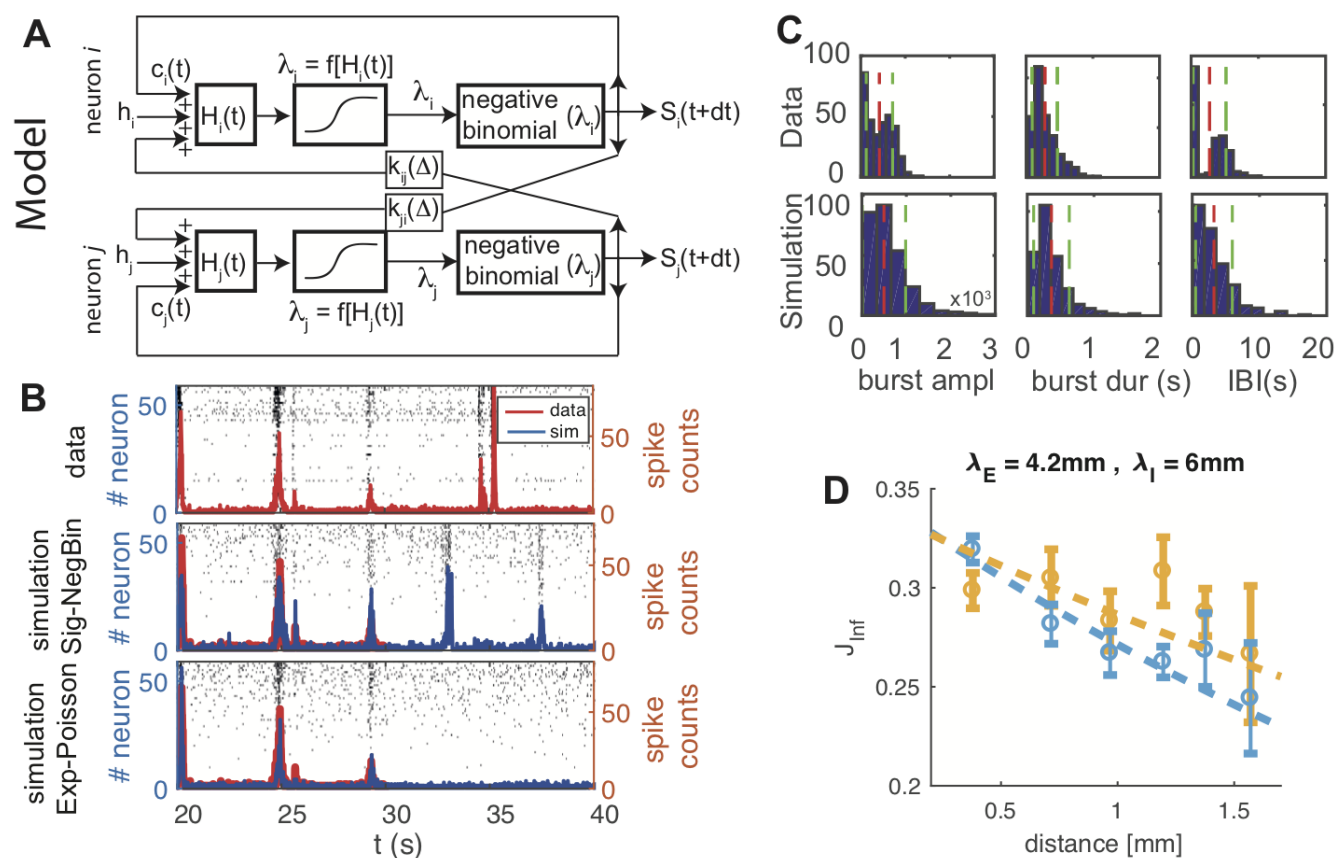 A
Model
neuron i
c_i(t)
h_i
+
+
+
H_i(t)
λ_i = f[H_i(t)]
λ_i
negative
binomial (λ_i)
S_i(t+dt)
k_ij(Δ)
k_ji(Δ)
neuron j
h_j
c_j(t)
+
+
+
H_j(t)
λ_j
negative
binomial (λ_j)
S_j(t+dt)
λ_j = f[H_j(t)]
B
data
# neuron
50
0
data
sim
50
0
spike
counts
simulation
Sig-NegBin
# neuron
50
0
50
0
spike
counts
simulation
Exp-Poisson
# neuron
50
0
50
0
spike
counts
20
25
30
35
40
t (s)
C
Data
100
50
0
Simulation
100
50
0
x10³
0 1 2 3
burst ampl
0 1 2
burst dur (s)
0 10 20
IBI(s)
D
λ_E = 4.2mm , λ_I = 6mm
0.35
0.3
0.25
0.2
J_Inf
0.5
1
1.5
distance [mm]